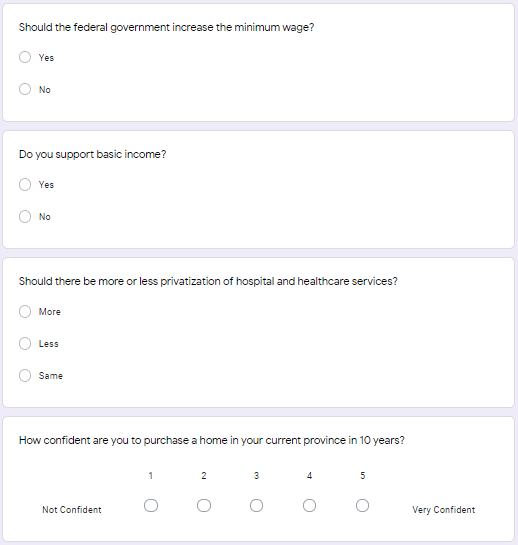 Should the federal government increase the minimum wage?
Yes
No
Do you support basic income?
Yes
No
Should there be more or less privatization of hospital and healthcare services?
More
Less
Same
How confident are you to purchase a home in your current province in 10 years?
1 2 3 4 5
Not Confident Very Confident